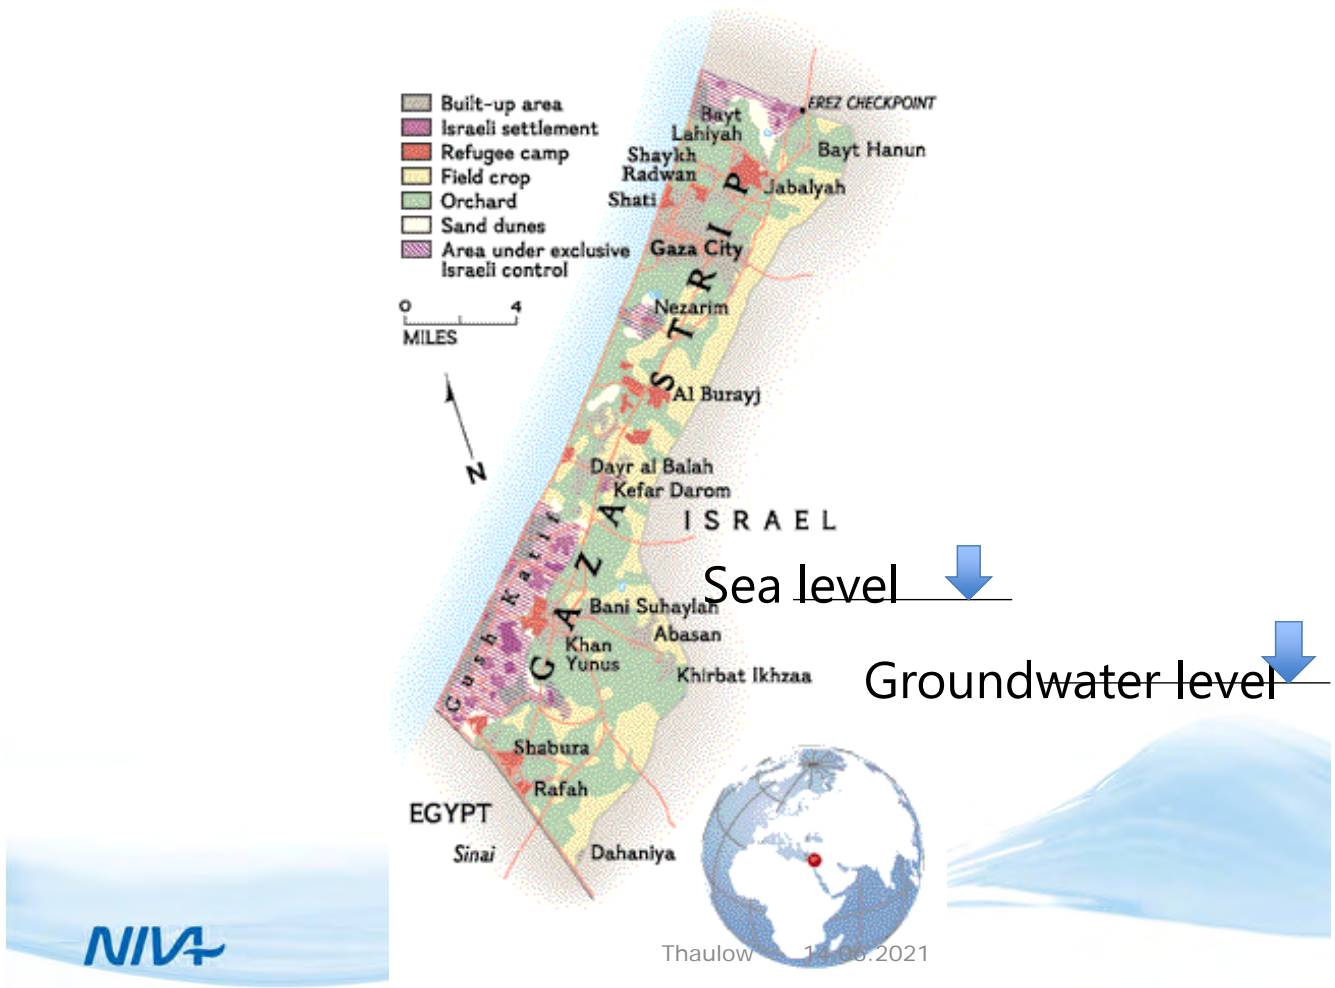 Built-up area
Israeli settlement
Refugee camp
Field crop
Orchard
Sand dunes
Area under exclusive
Israeli control
0 4
MILES
N
EREZ CHECKPOINT
Bayt
Lahiyah
Bayt Hanun
Shaykh
Radwan
Jabalyah
Shati
Gaza City
Nezarim
Al Burayj
Dayr al Balah
Kefar Darom
GAZA STRIP
ISRAEL
Gush Katif
Bani Suhaylah
Abasan
Khan
Yunus
Khirbat Ikhzaa
Shabura
Rafah
EGYPT
Sinai
Dahaniya
Sea level
Groundwater level
NIVA
Thaulow 14.06.2021